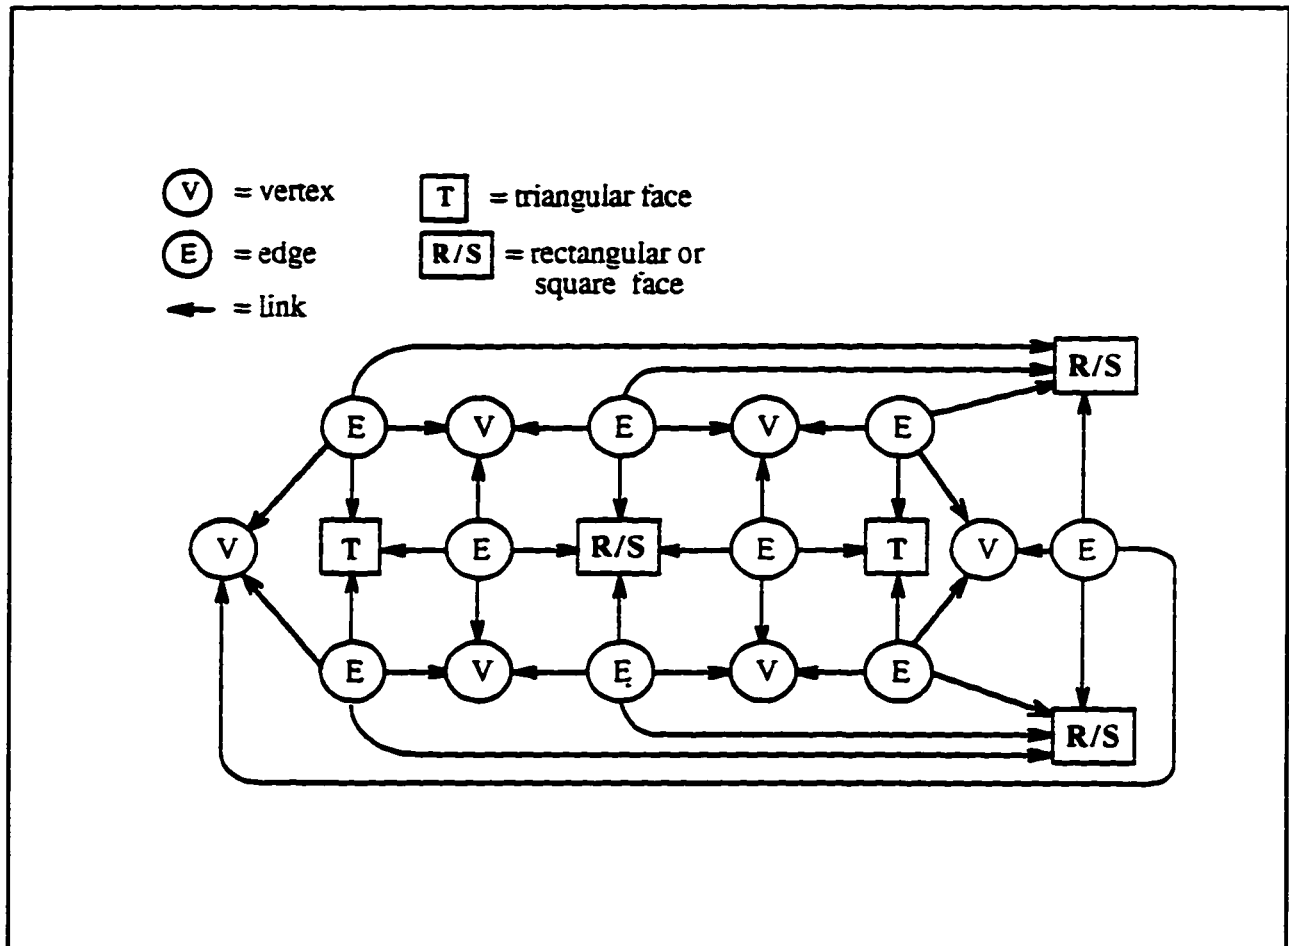 V = vertex
T = triangular face
E = edge
R/S = rectangular or
square face
= link
R/S
E V E V E
V T E R/S E T V E
E V E V E
R/S